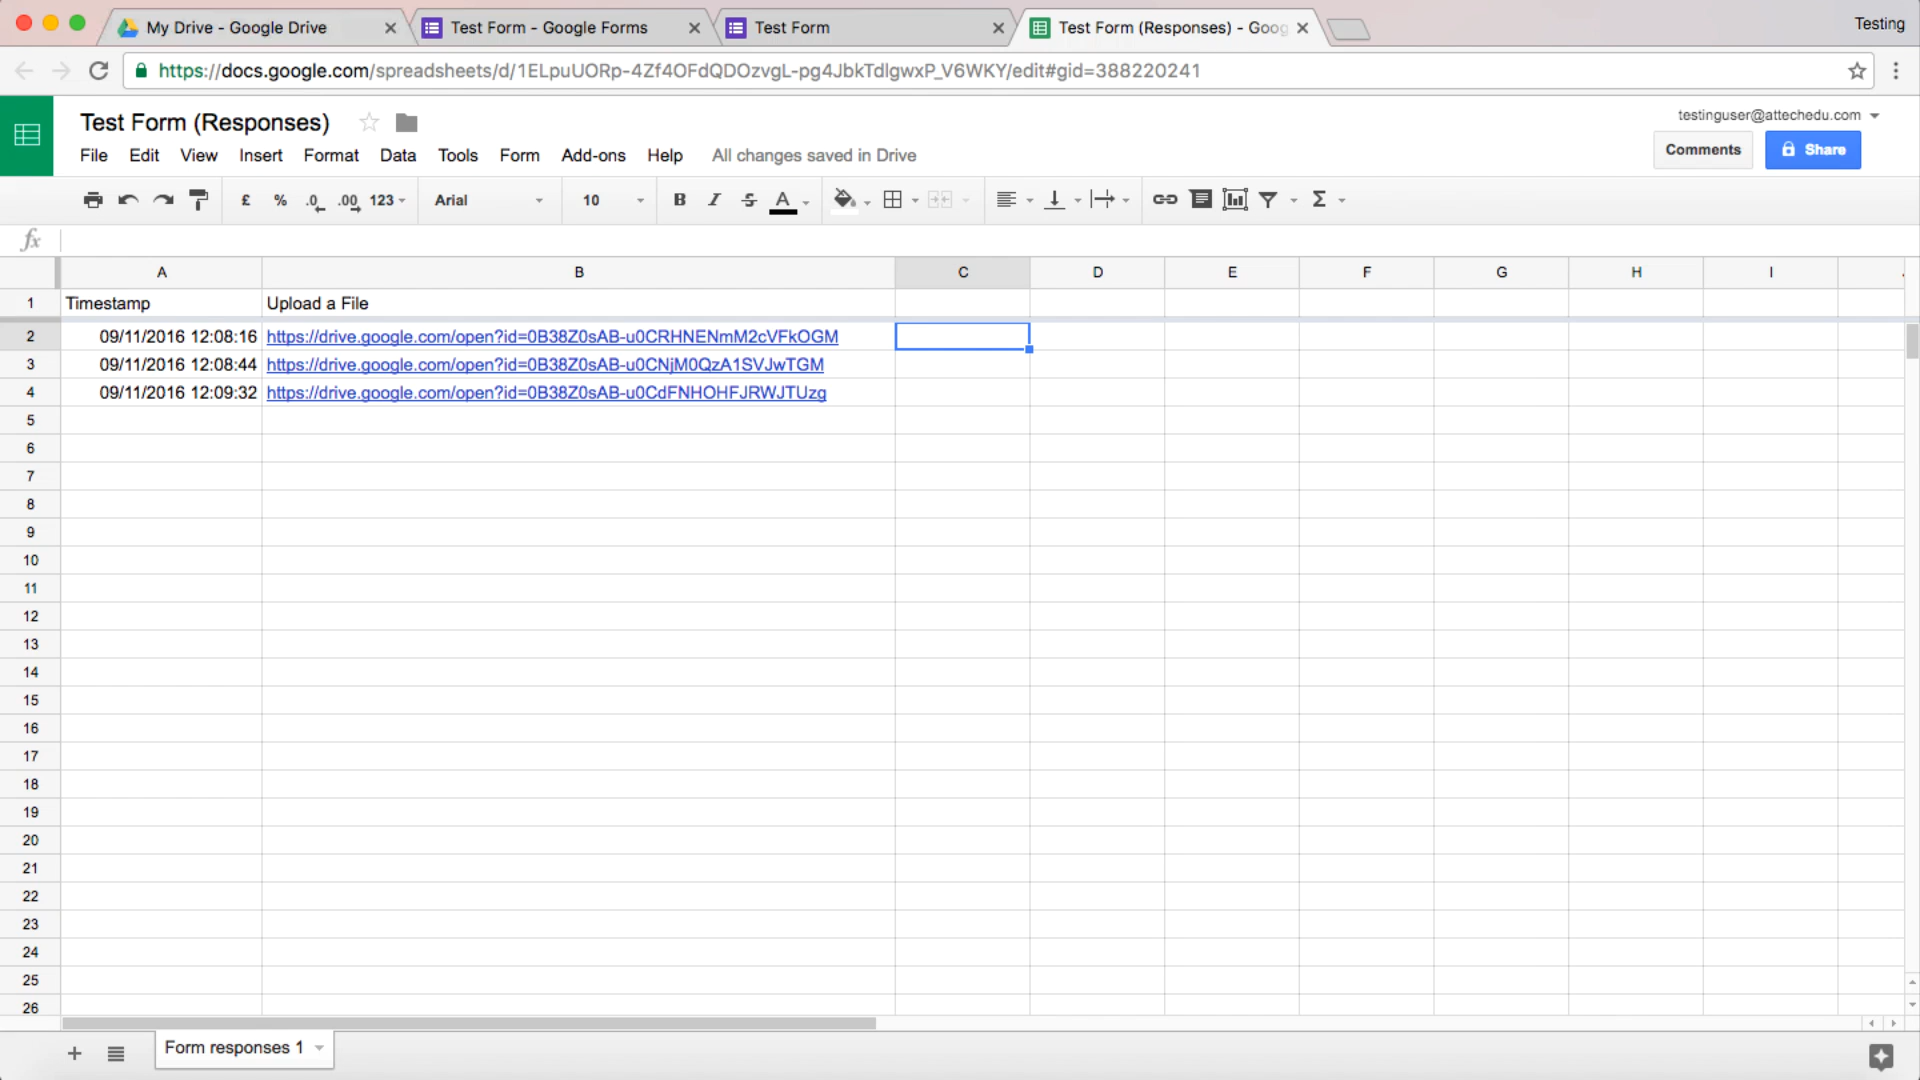 My Drive - Google Drive
Test Form - Google Forms
Test Form
Test Form (Responses) - Goog
Testing
https://docs.google.com/spreadsheets/d/1ELpuUORp-4Zf4OFdQDOzvgL-pg4JbkTdlgwxP_V6WKY/edit#gid=388220241
Test Form (Responses)
testinguser@attechedu.com
File Edit View Insert Format Data Tools Form Add-ons Help All changes saved in Drive
Comments
Share
£ % .0 .00 123 Arial 10 B I S A Σ
fx
A B C D E F G H I
1 Timestamp Upload a File
2 09/11/2016 12:08:16 https://drive.google.com/open?id=0B38Z0sAB-u0CRHNENmM2cVFkOGM
3 09/11/2016 12:08:44 https://drive.google.com/open?id=0B38Z0sAB-u0CNjM0QzA1SVJwTGM
4 09/11/2016 12:09:32 https://drive.google.com/open?id=0B38Z0sAB-u0CdFNHOHFJRWJTUzg
5
6
7
8
9
10
11
12
13
14
15
16
17
18
19
20
21
22
23
24
25
26
+ Form responses 1